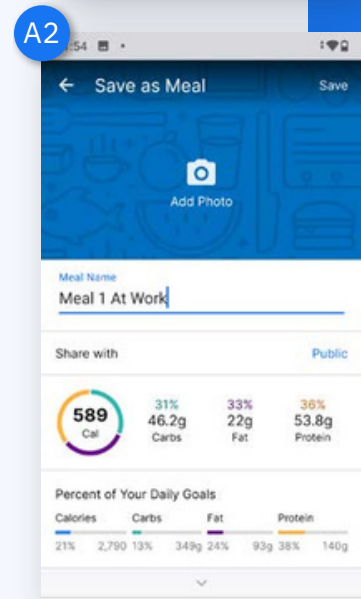 A2
:54
Save as Meal Save
Add Photo
Meal Name
Meal 1 At Work
Share with Public
589
Cal
31% 33% 36%
46.2g 22g 53.8g
Carbs Fat Protein
Percent of Your Daily Goals
Calories Carbs Fat Protein
21% 2,790 13% 349g 24% 93g 38% 140g